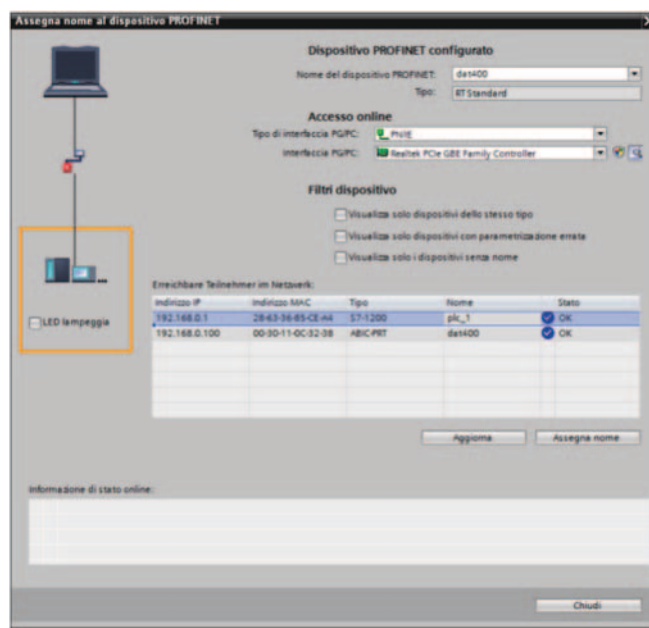 Assegna nome al dispositivo PROFINET
Dispositivo PROFINET configurato
Nome del dispositivo PROFINET: dat400
Tipo: RT Standard
Accesso online
Tipo di interfaccia PG/PC: PN/IE
Interfaccia PG/PC: Realtek PCIe GBE Family Controller
Filtri dispositivo
Visualizza solo dispositivi dello stesso tipo
Visualizza solo dispositivi con parametrizzazione errata
Visualizza solo i dispositivi senza nome
Erreichbare Teilnehmer im Netzwerk:
Indirizzo IP Indirizzo MAC Tipo Nome Stato
192.168.0.1 28-63-36-85-CE-A4 S7-1200 plc_1 OK
192.168.0.100 00-30-11-0C-32-38 ABIC-PRT dat400 OK
LED lampeggia
Aggiorna Assegna nome
Informazione di stato online:
Chiudi